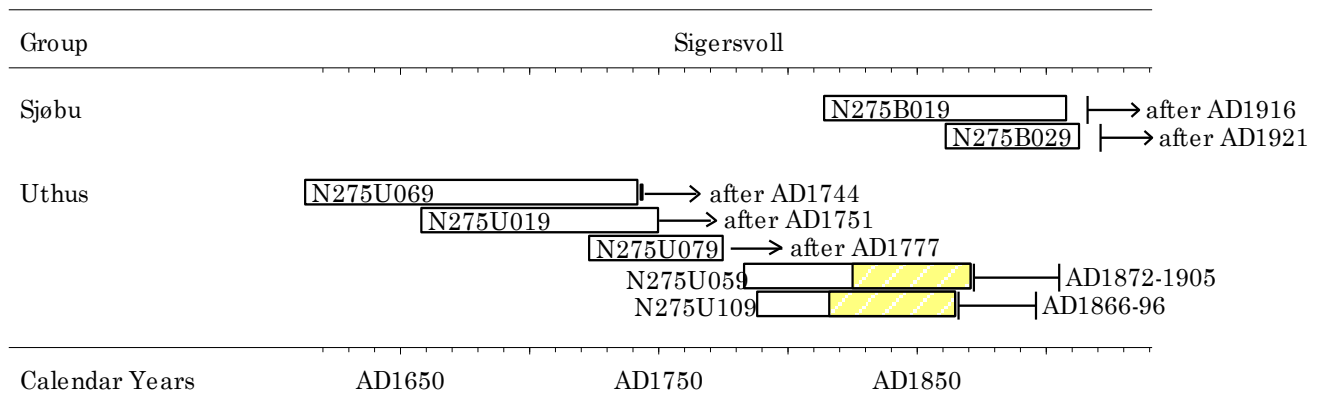 Group Sigersvoll
Sjøbu N275B019 after AD1916
N275B029 after AD1921
Uthus N275U069 after AD1744
N275U019 after AD1751
N275U079 after AD1777
N275U059 AD1872-1905
N275U109 AD1866-96
Calendar Years AD1650 AD1750 AD1850